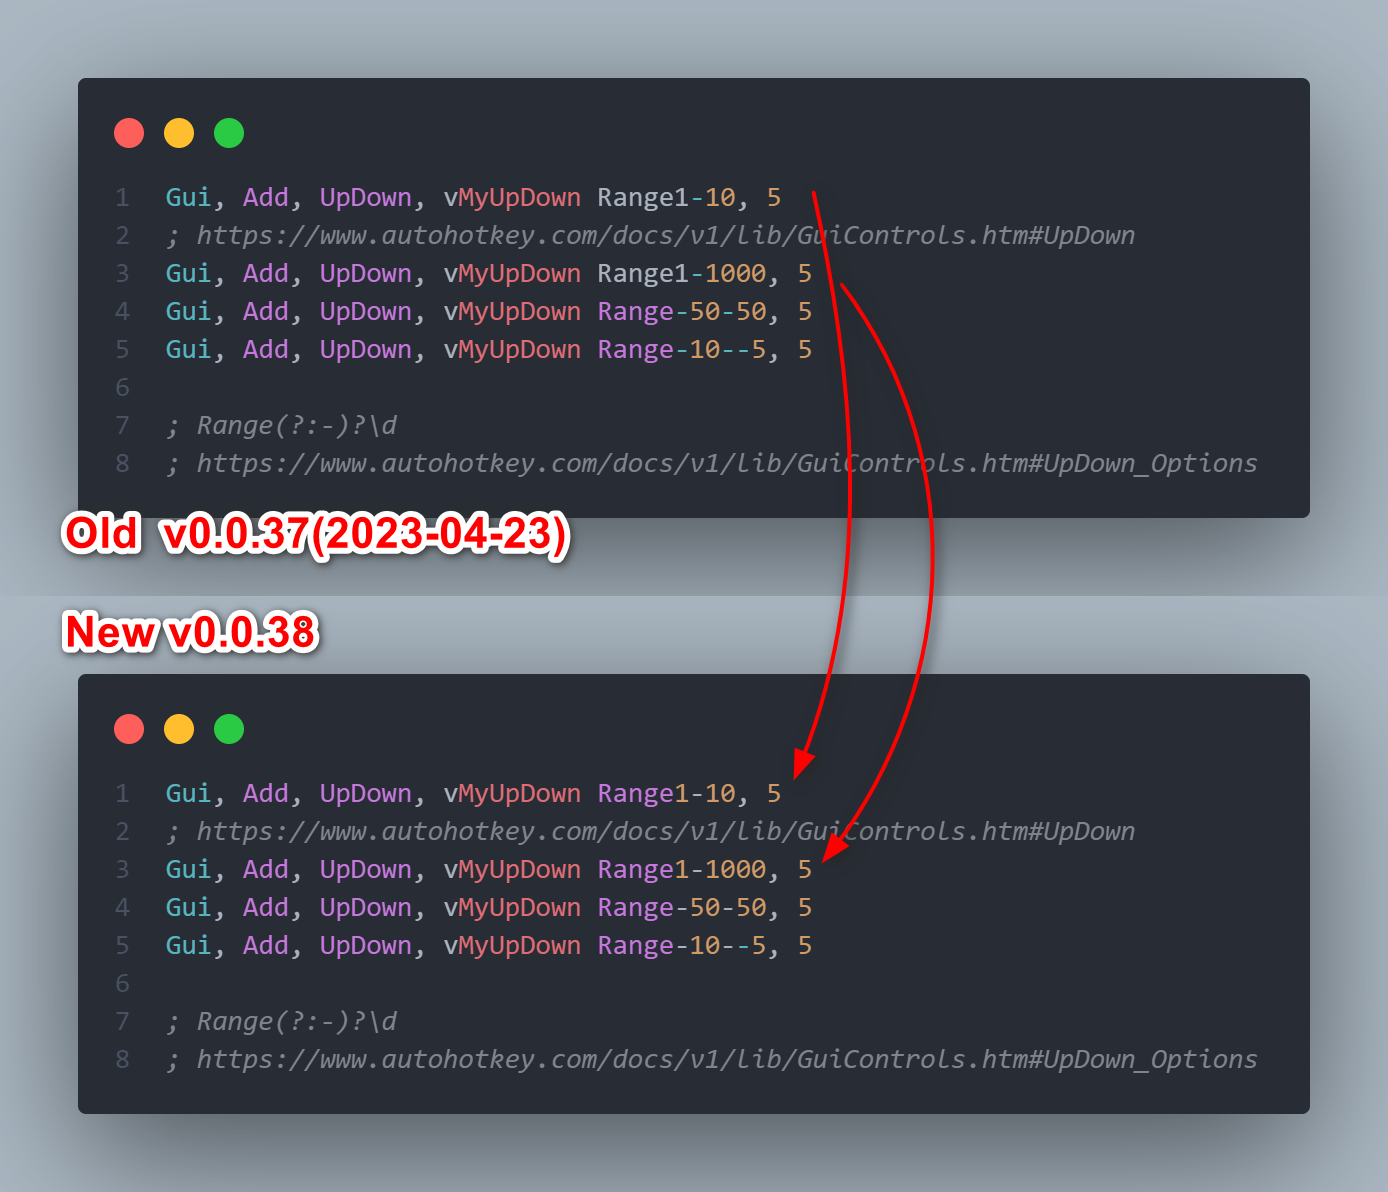 1 Gui, Add, UpDown, vMyUpDown Range1-10, 5
2 ; https://www.autohotkey.com/docs/v1/lib/GuiControls.htm#UpDown
3 Gui, Add, UpDown, vMyUpDown Range1-1000, 5
4 Gui, Add, UpDown, vMyUpDown Range-50-50, 5
5 Gui, Add, UpDown, vMyUpDown Range-10--5, 5
6
7 ; Range(?:-)?\d
8 ; https://www.autohotkey.com/docs/v1/lib/GuiControls.htm#UpDown_Options
Old v0.0.37(2023-04-23)
New v0.0.38
1 Gui, Add, UpDown, vMyUpDown Range1-10, 5
2 ; https://www.autohotkey.com/docs/v1/lib/GuiControls.htm#UpDown
3 Gui, Add, UpDown, vMyUpDown Range1-1000, 5
4 Gui, Add, UpDown, vMyUpDown Range-50-50, 5
5 Gui, Add, UpDown, vMyUpDown Range-10--5, 5
6
7 ; Range(?:-)?\d
8 ; https://www.autohotkey.com/docs/v1/lib/GuiControls.htm#UpDown_Options